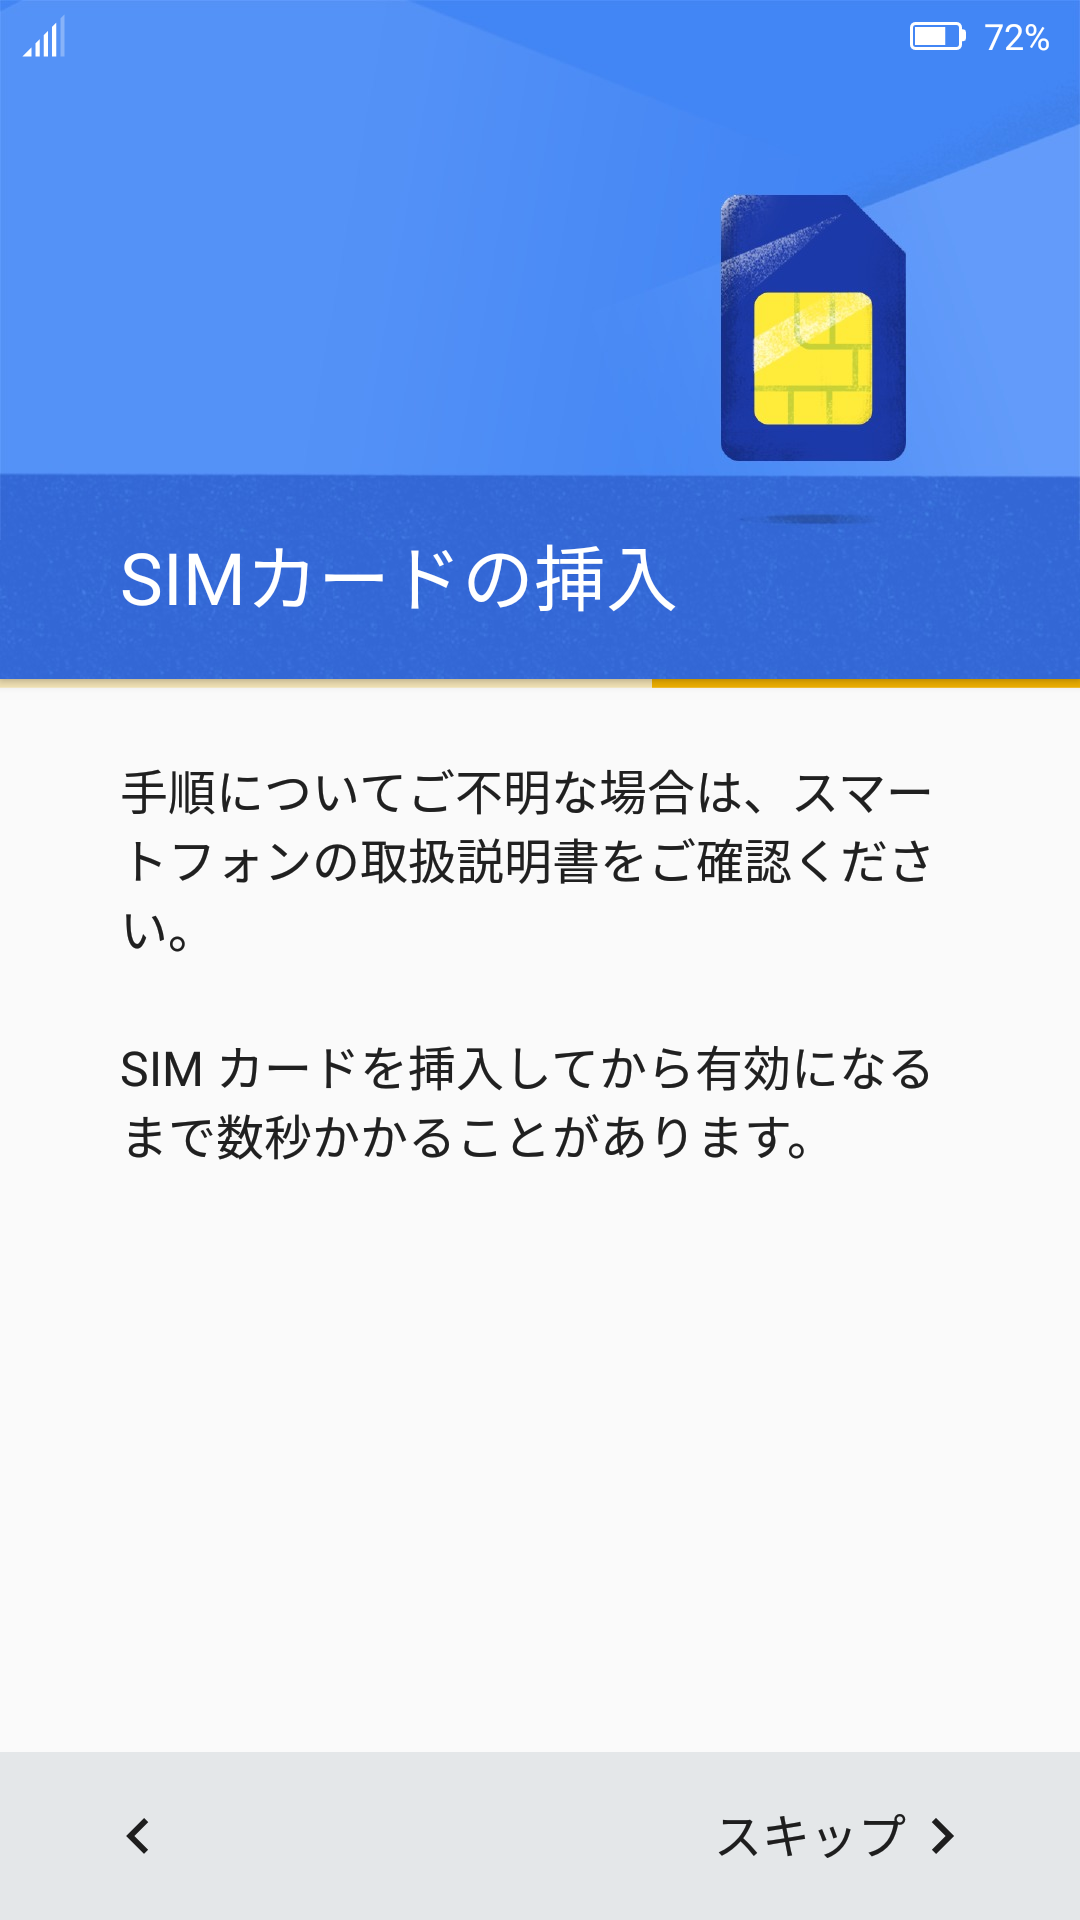 72%
SIMカードの挿入
手順についてご不明な場合は、スマー
トフォンの取扱説明書をご確認くださ
い。
SIM カードを挿入してから有効になる
まで数秒かかることがあります。
スキップ